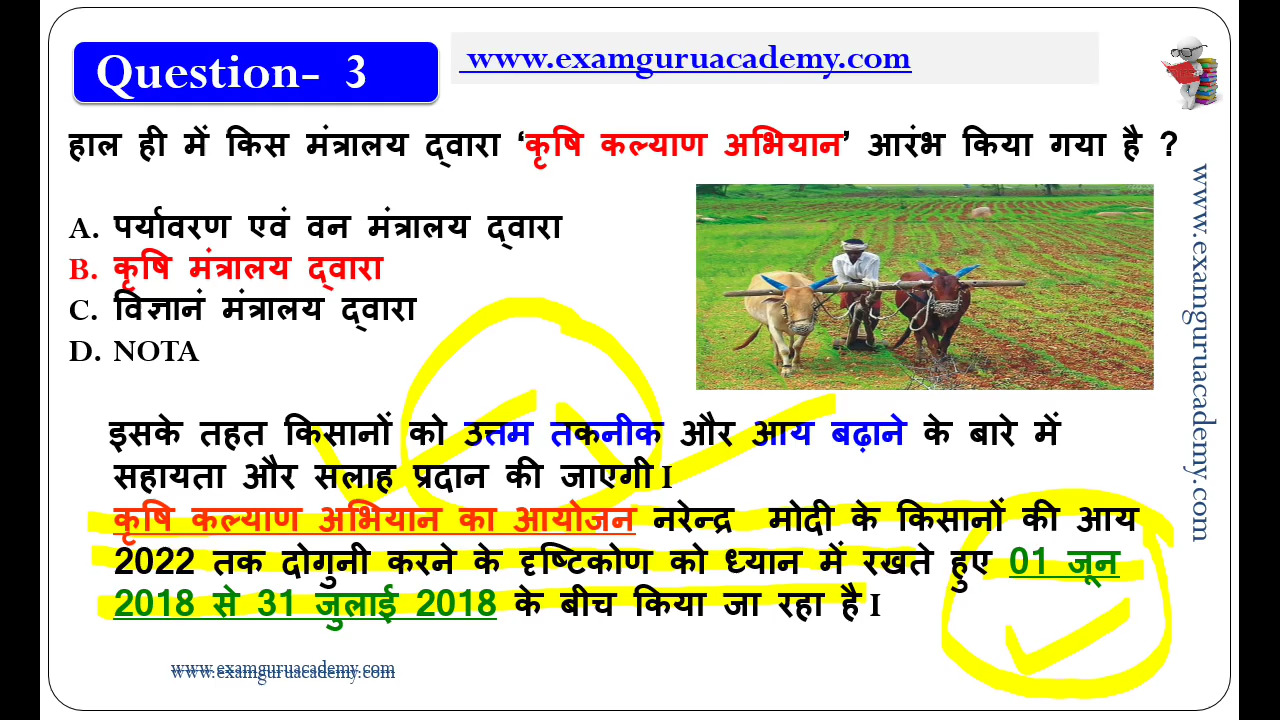 Question- 3
www.examguruacademy.com
हाल ही में किस मंत्रालय द्वारा ‘कृषि कल्याण अभियान’ आरंभ किया गया है ?
A. पर्यावरण एवं वन मंत्रालय द्वारा
B. कृषि मंत्रालय द्वारा
C. विज्ञानं मंत्रालय द्वारा
D. NOTA
इसके तहत किसानों को उत्तम तकनीक और आय बढ़ाने के बारे में
सहायता और सलाह प्रदान की जाएगी I
कृषि कल्याण अभियान का आयोजन नरेन्द्र मोदी के किसानों की आय
2022 तक दोगुनी करने के दृष्टिकोण को ध्यान में रखते हुए 01 जून
2018 से 31 जुलाई 2018 के बीच किया जा रहा है I
www.examguruacademy.com
www.examguruacademy.com